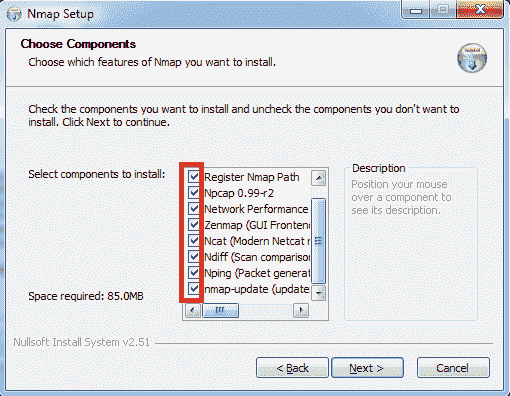 Nmap Setup
Choose Components
Choose which features of Nmap you want to install.
Check the components you want to install and uncheck the components you don't want to
install. Click Next to continue.
Select components to install:
Register Nmap Path
Npcap 0.99-r2
Network Performance
Zenmap (GUI Frontend
Ncat (Modern Netcat r
Ndiff (Scan comparison
Nping (Packet generat
nmap-update (update
Description
Position your mouse
over a component to
see its description.
Space required: 85.0MB
Nullsoft Install System v2.51
< Back
Next >
Cancel